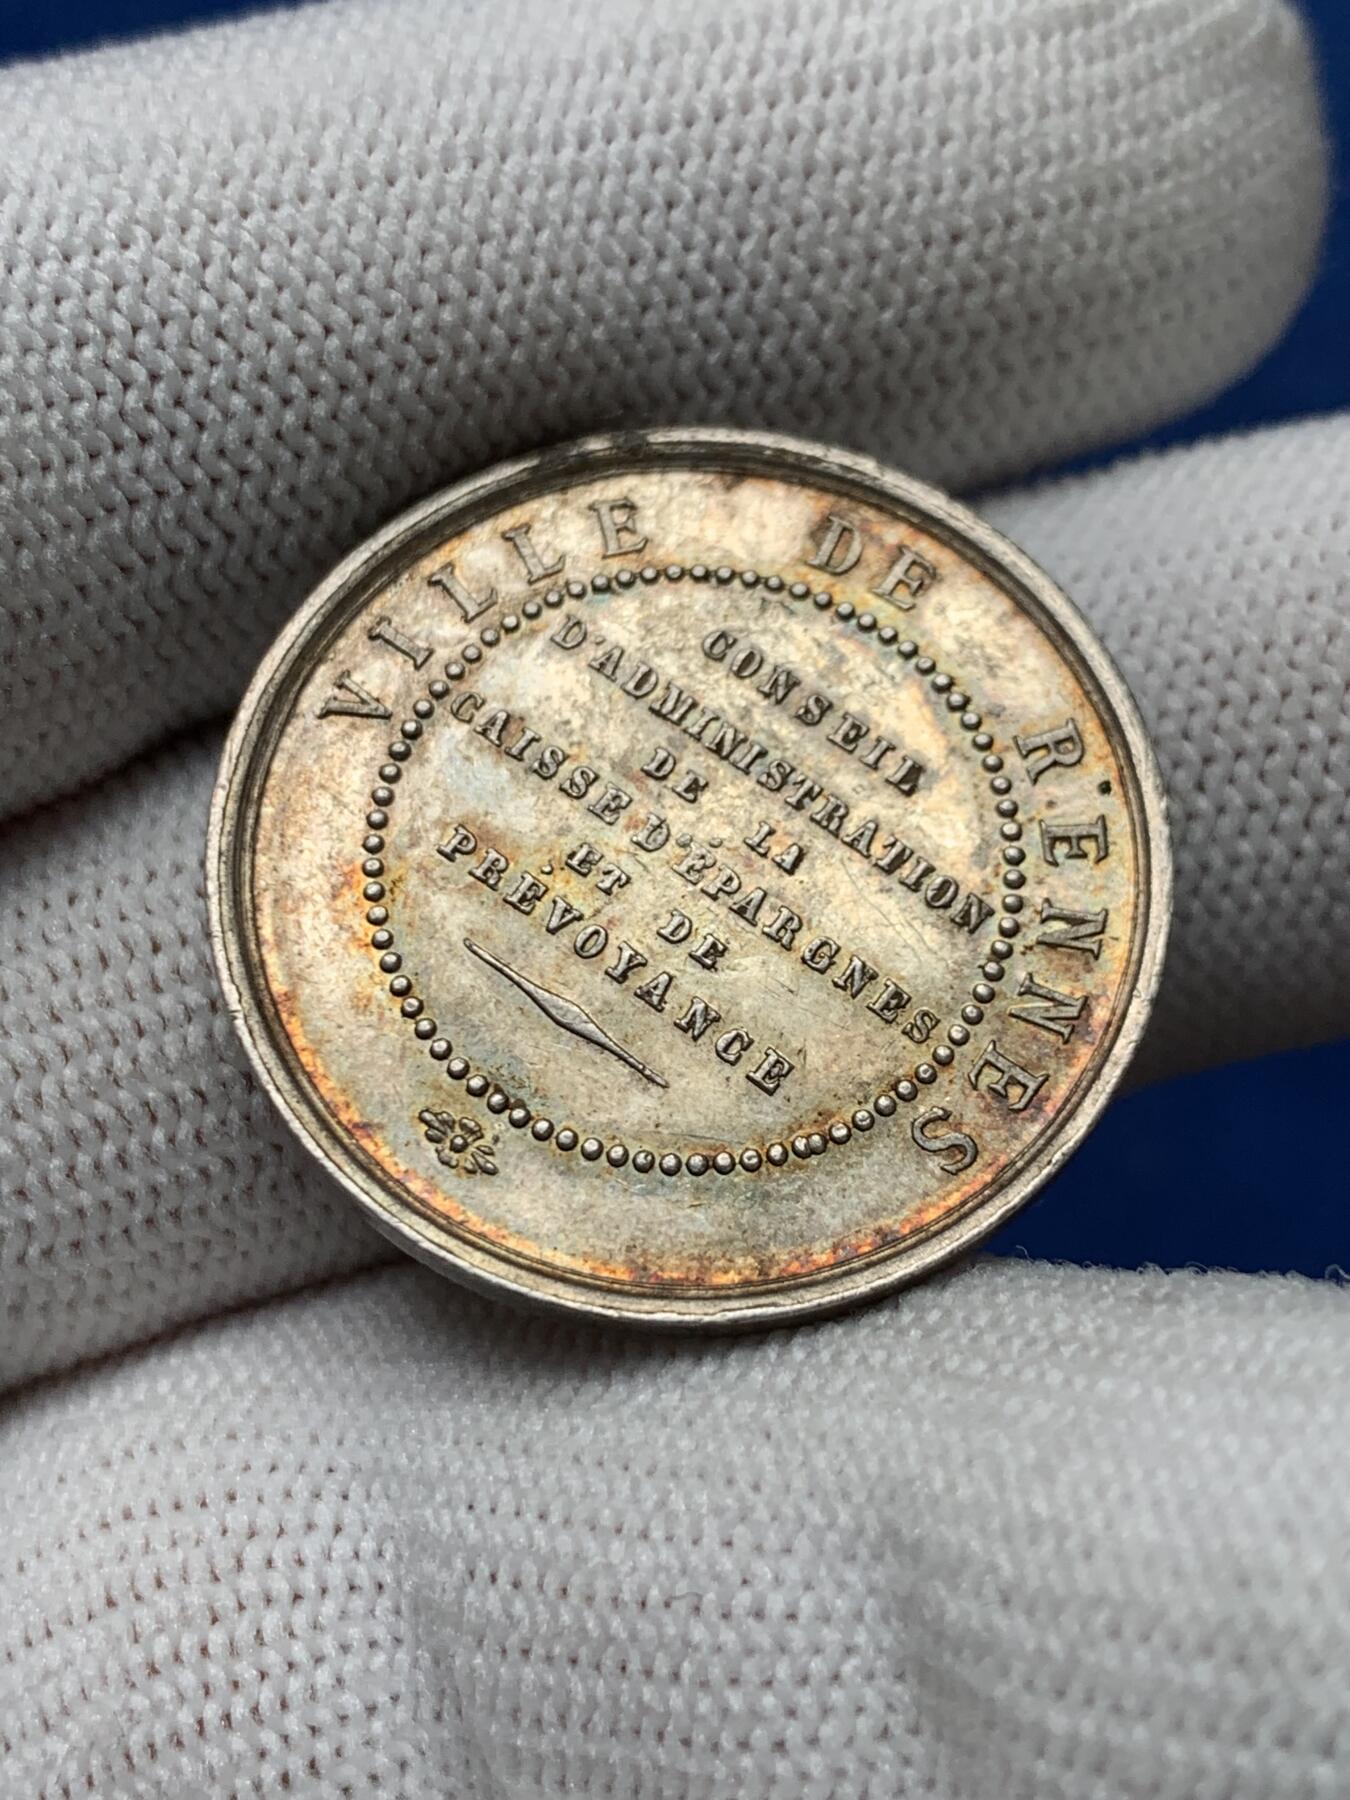 VILLE DE RENNES
CONSEIL
D'ADMINISTRATION
DE LA
CAISSE D'ÉPARGNES
ET DE
PRÉVOYANCE